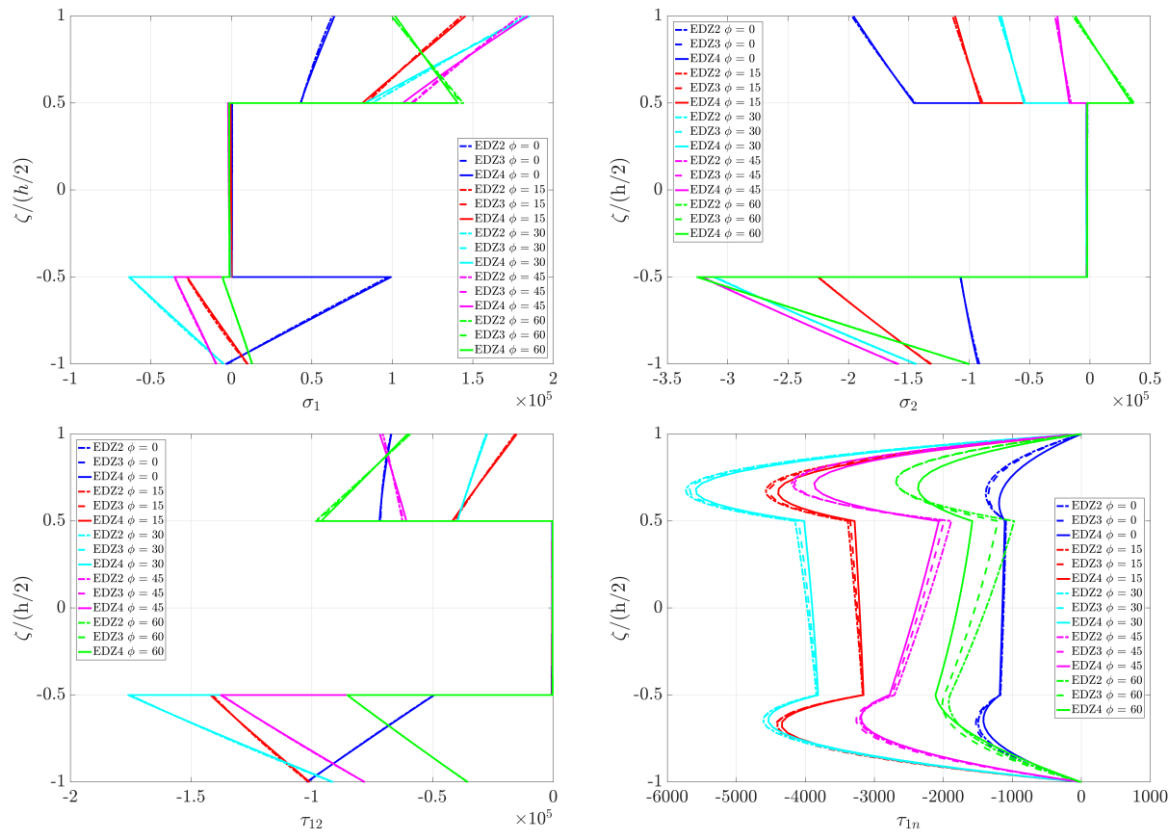 1
0.5
0
-0.5
-1
ζ/(h/2)
-1 -0.5 0 0.5 1 1.5 2
σ1 ×10^5
EDZ2 ϕ = 0
EDZ3 ϕ = 0
EDZ4 ϕ = 0
EDZ2 ϕ = 15
EDZ3 ϕ = 15
EDZ4 ϕ = 15
EDZ2 ϕ = 30
EDZ3 ϕ = 30
EDZ4 ϕ = 30
EDZ2 ϕ = 45
EDZ3 ϕ = 45
EDZ4 ϕ = 45
EDZ2 ϕ = 60
EDZ3 ϕ = 60
EDZ4 ϕ = 60
1
0.5
0
-0.5
-1
ζ/(h/2)
-3.5 -3 -2.5 -2 -1.5 -1 -0.5 0 0.5
σ2 ×10^5
EDZ2 ϕ = 0
EDZ3 ϕ = 0
EDZ4 ϕ = 0
EDZ2 ϕ = 15
EDZ3 ϕ = 15
EDZ4 ϕ = 15
EDZ2 ϕ = 30
EDZ3 ϕ = 30
EDZ4 ϕ = 30
EDZ2 ϕ = 45
EDZ3 ϕ = 45
EDZ4 ϕ = 45
EDZ2 ϕ = 60
EDZ3 ϕ = 60
EDZ4 ϕ = 60
1
0.5
0
-0.5
-1
ζ/(h/2)
-2 -1.5 -1 -0.5 0
τ12 ×10^5
EDZ2 ϕ = 0
EDZ3 ϕ = 0
EDZ4 ϕ = 0
EDZ2 ϕ = 15
EDZ3 ϕ = 15
EDZ4 ϕ = 15
EDZ2 ϕ = 30
EDZ3 ϕ = 30
EDZ4 ϕ = 30
EDZ2 ϕ = 45
EDZ3 ϕ = 45
EDZ4 ϕ = 45
EDZ2 ϕ = 60
EDZ3 ϕ = 60
EDZ4 ϕ = 60
1
0.5
0
-0.5
-1
ζ/(h/2)
-6000 -5000 -4000 -3000 -2000 -1000 0 1000
τ1n
EDZ2 ϕ = 0
EDZ3 ϕ = 0
EDZ4 ϕ = 0
EDZ2 ϕ = 15
EDZ3 ϕ = 15
EDZ4 ϕ = 15
EDZ2 ϕ = 30
EDZ3 ϕ = 30
EDZ4 ϕ = 30
EDZ2 ϕ = 45
EDZ3 ϕ = 45
EDZ4 ϕ = 45
EDZ2 ϕ = 60
EDZ3 ϕ = 60
EDZ4 ϕ = 60